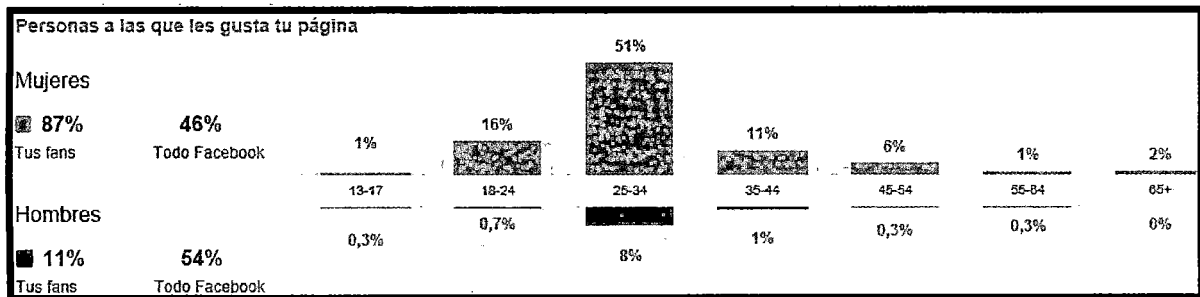 Personas a las que les gusta tu página
51%
Mujeres
87% 46%
Tus fans Todo Facebook
1% 16% 11% 6% 1% 2%
13-17 18-24 25-34 35-44 45-54 55-64 65+
Hombres
0,3% 0,7% 8% 1% 0,3% 0,3% 0%
11% 54%
Tus fans Todo Facebook